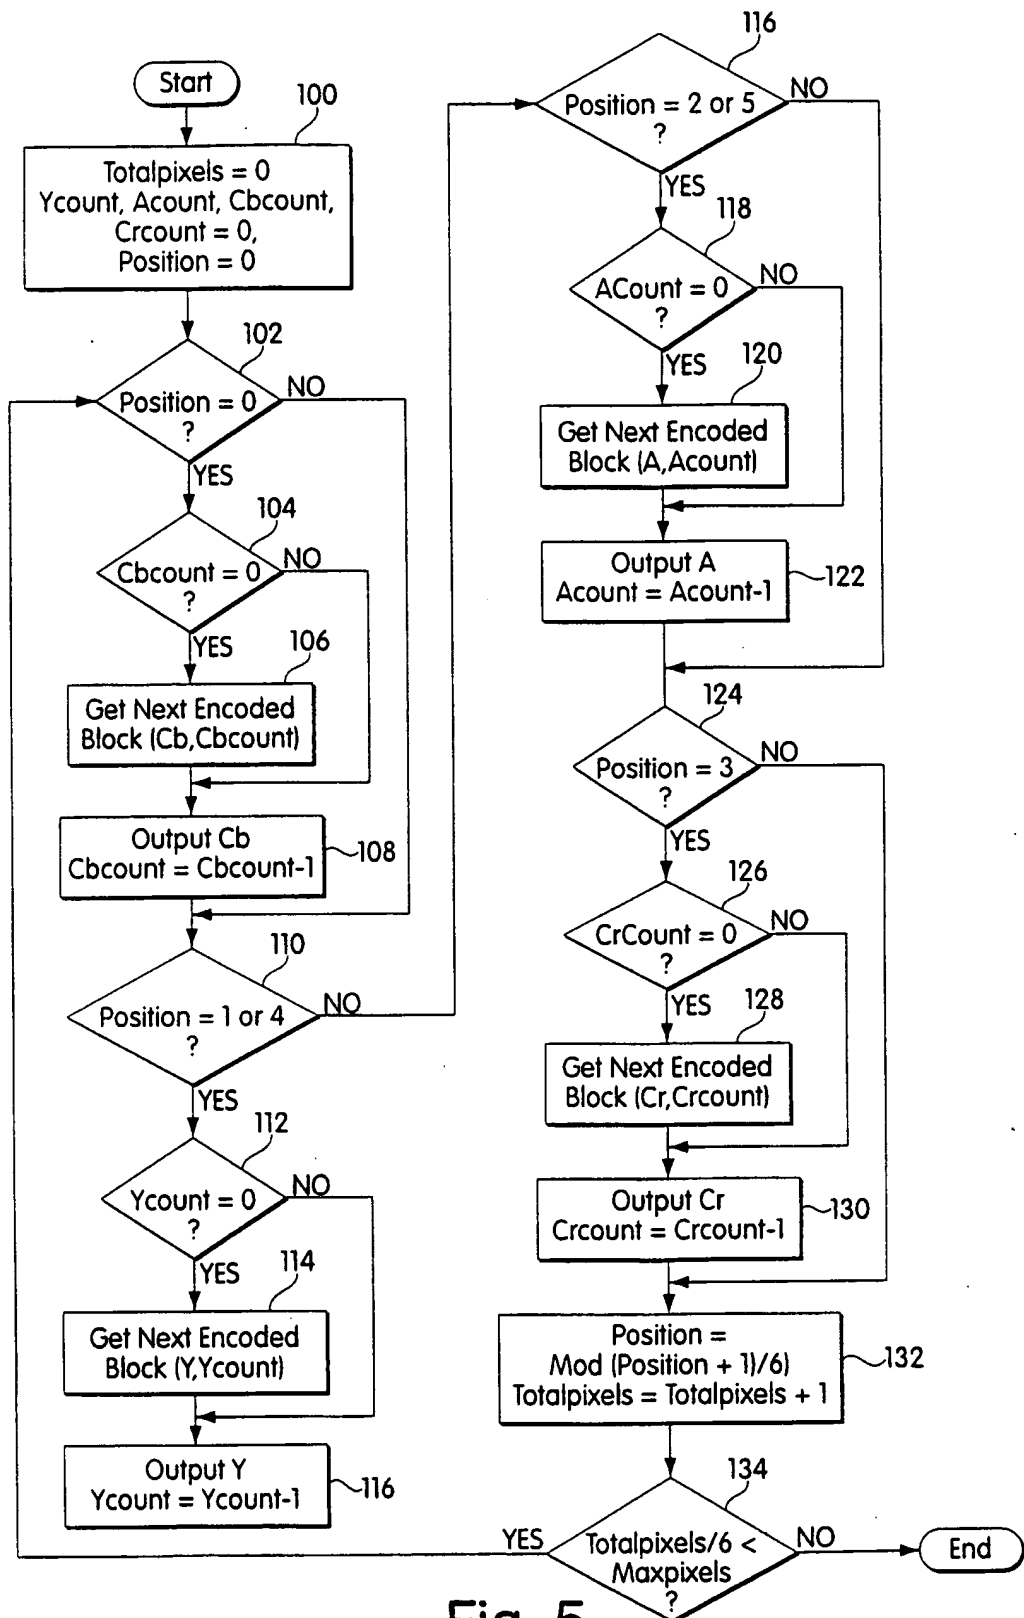 Start
100
Totalpixels = 0
Ycount, Acount, Cbcount,
Crcount = 0,
Position = 0
102
Position = 0
?
NO
YES
104
Cbcount = 0
?
NO
YES
106
Get Next Encoded
Block (Cb,Cbcount)
Output Cb
Cbcount = Cbcount-1
108
110
Position = 1 or 4
?
NO
YES
112
Ycount = 0
?
NO
YES
114
Get Next Encoded
Block (Y,Ycount)
Output Y
Ycount = Ycount-1
116
116
Position = 2 or 5
?
NO
YES
118
ACount = 0
?
NO
YES
120
Get Next Encoded
Block (A,Acount)
Output A
Acount = Acount-1
122
124
Position = 3
?
NO
YES
126
CrCount = 0
?
NO
YES
128
Get Next Encoded
Block (Cr,Crcount)
Output Cr
Crcount = Crcount-1
130
Position =
Mod (Position + 1)/6)
Totalpixels = Totalpixels + 1
132
134
Totalpixels/6 <
Maxpixels
?
YES
NO
End
Fig. 5